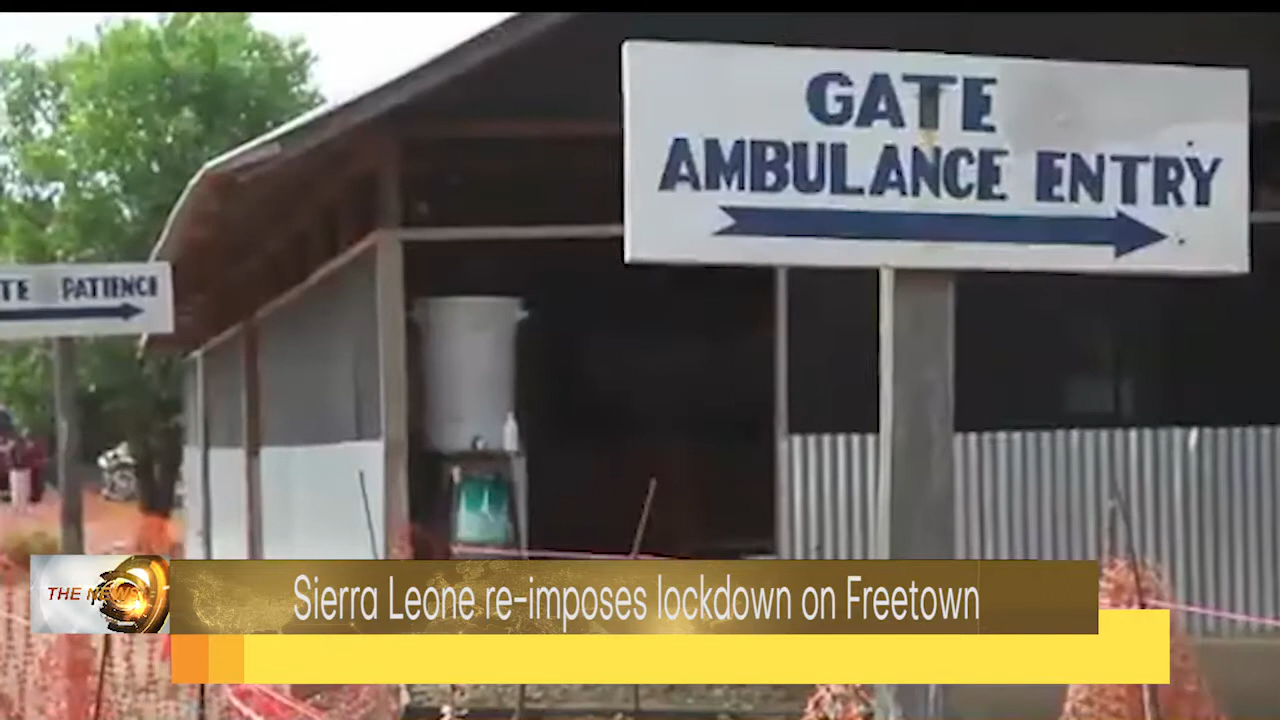 GATE
AMBULANCE ENTRY
TE PATIENCE
THE NEWS
Sierra Leone re-imposes lockdown on Freetown